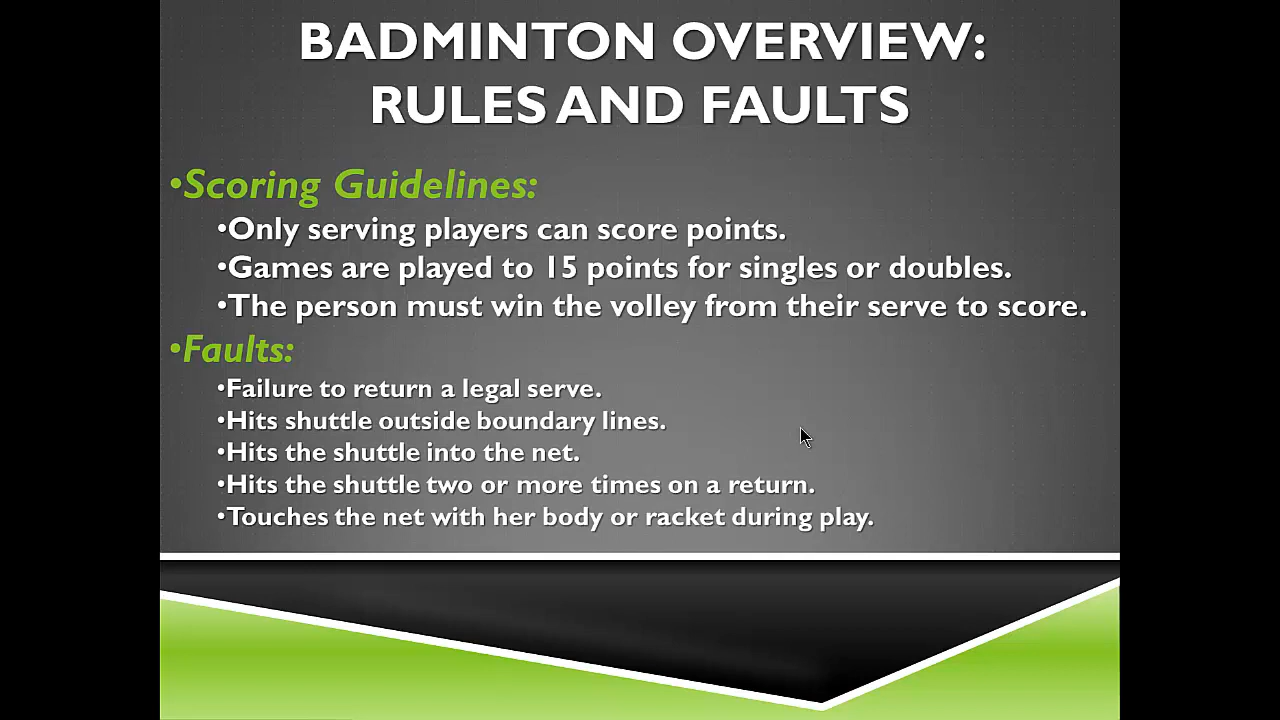 BADMINTON OVERVIEW:
RULES AND FAULTS
•Scoring Guidelines:
•Only serving players can score points.
•Games are played to 15 points for singles or doubles.
•The person must win the volley from their serve to score.
•Faults:
•Failure to return a legal serve.
•Hits shuttle outside boundary lines.
•Hits the shuttle into the net.
•Hits the shuttle two or more times on a return.
•Touches the net with her body or racket during play.